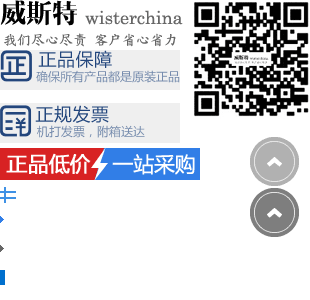 威斯特 wisterchina
我们尽心尽责 客户省心省力
正 正品保障
确保所有产品都是原装正品
正规发票
机打发票，附箱送达
正品低价 一站采购